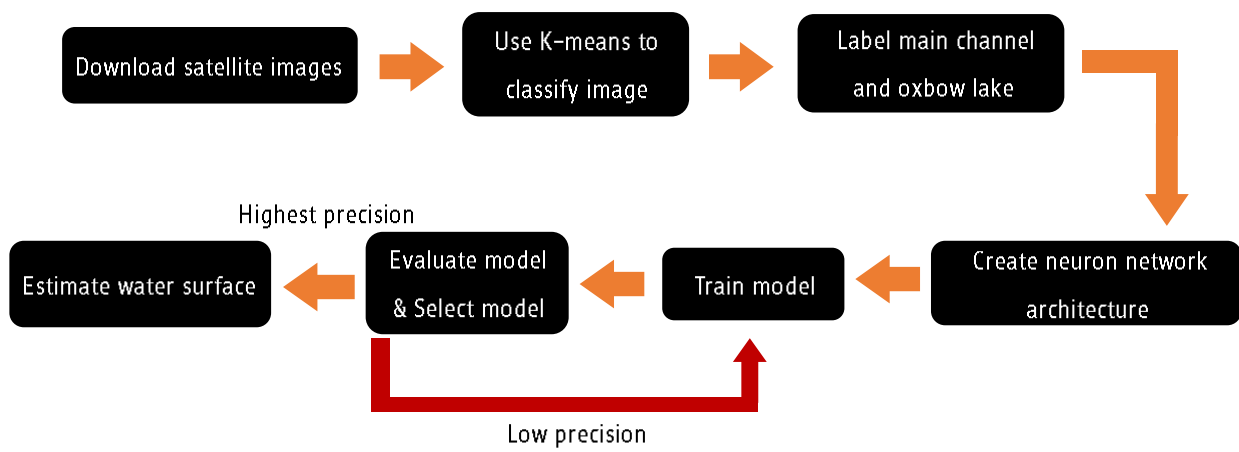 Download satellite images
Use K-means to
classify image
Label main channel
and oxbow lake
Create neuron network
architecture
Train model
Evaluate model
& Select model
Highest precision
Estimate water surface
Low precision